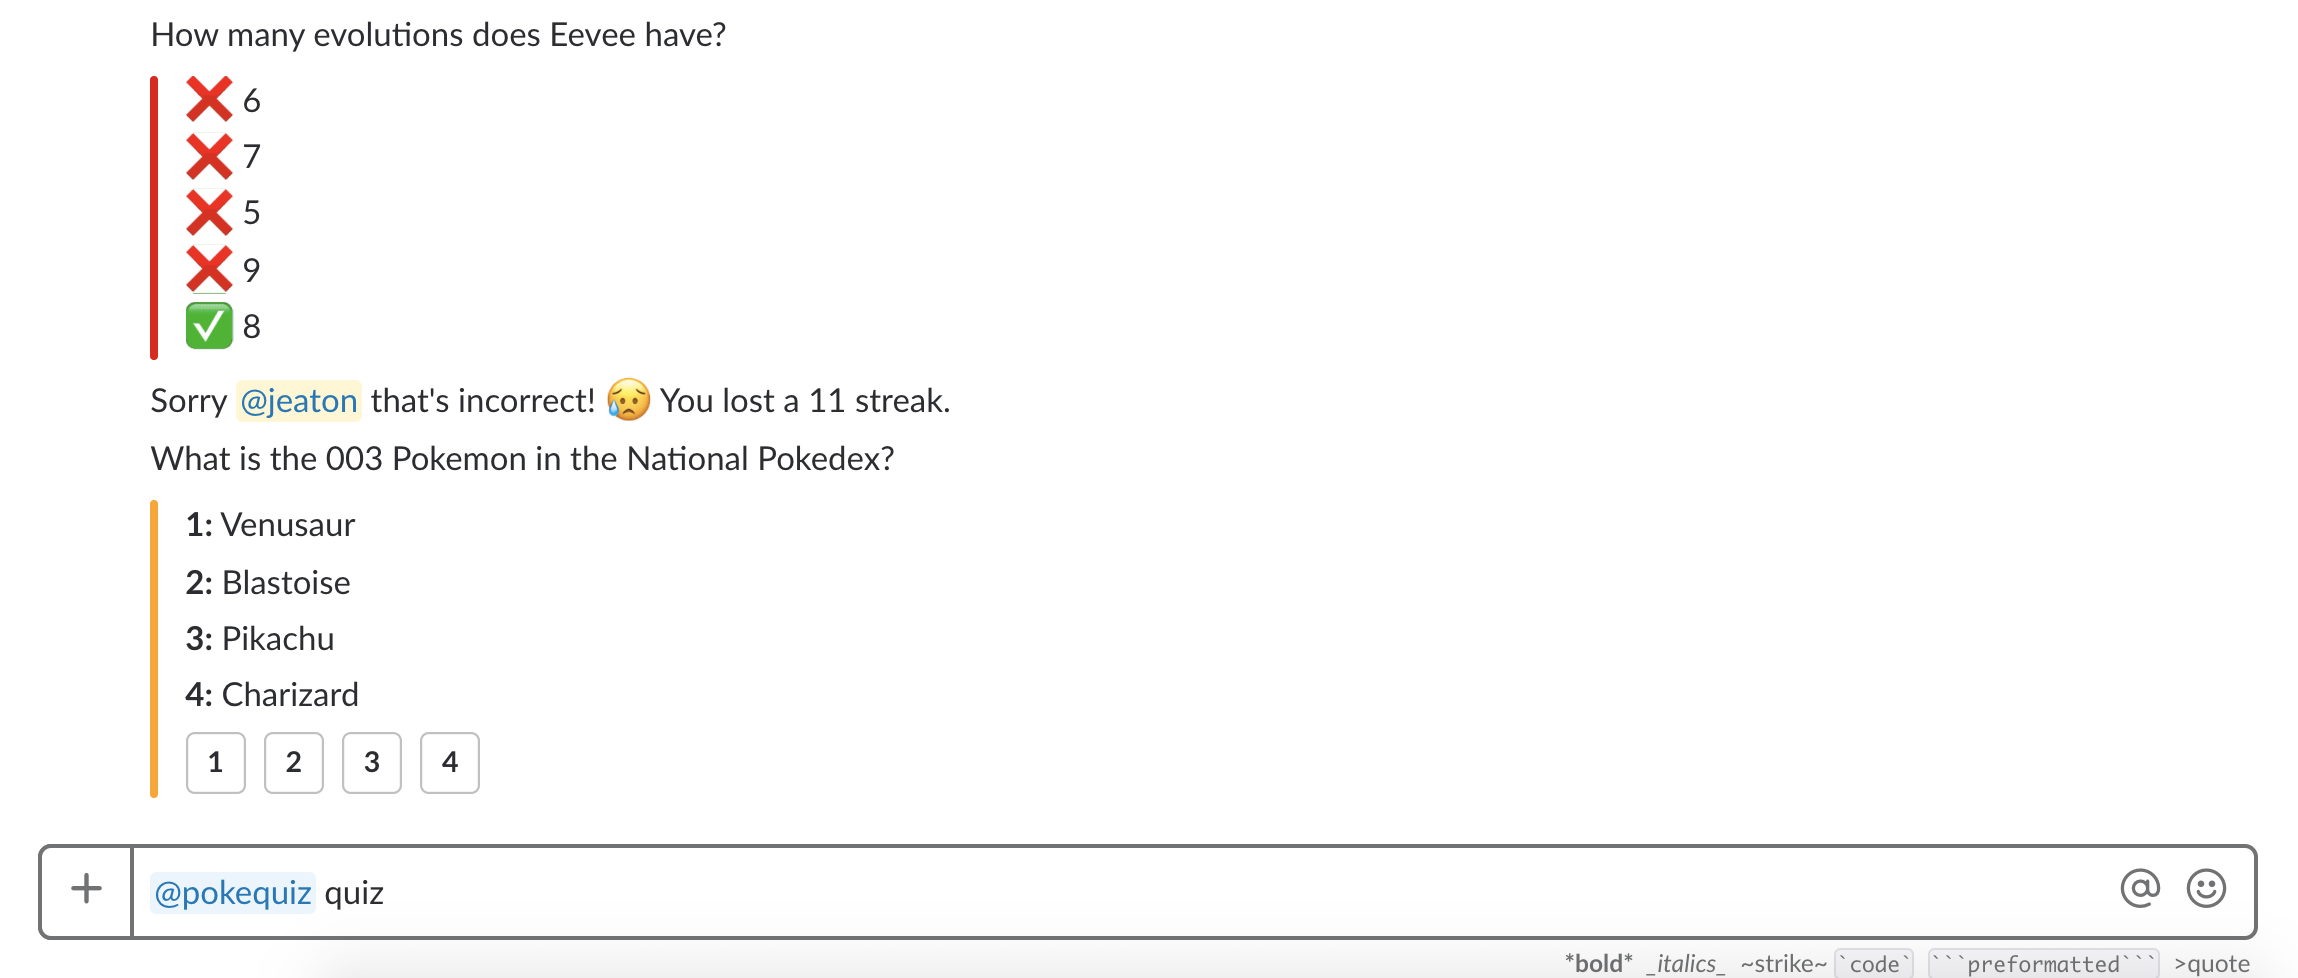 How many evolutions does Eevee have?
❌ 6
❌ 7
❌ 5
❌ 9
✅ 8
Sorry @jeaton that's incorrect! 😥 You lost a 11 streak.
What is the 003 Pokemon in the National Pokedex?
1: Venusaur
2: Blastoise
3: Pikachu
4: Charizard
1 2 3 4
+ @pokequiz quiz @
*bold* _italics_ ~strike~ `code` ```preformatted``` >quote